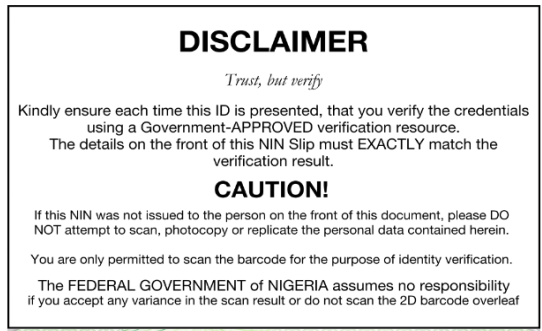 DISCLAIMER
Trust, but verify
Kindly ensure each time this ID is presented, that you verify the credentials
using a Government-APPROVED verification resource.
The details on the front of this NIN Slip must EXACTLY match the
verification result.
CAUTION!
If this NIN was not issued to the person on the front of this document, please DO
NOT attempt to scan, photocopy or replicate the personal data contained herein.
You are only permitted to scan the barcode for the purpose of identity verification.
The FEDERAL GOVERNMENT of NIGERIA assumes no responsibility
if you accept any variance in the scan result or do not scan the 2D barcode overleaf